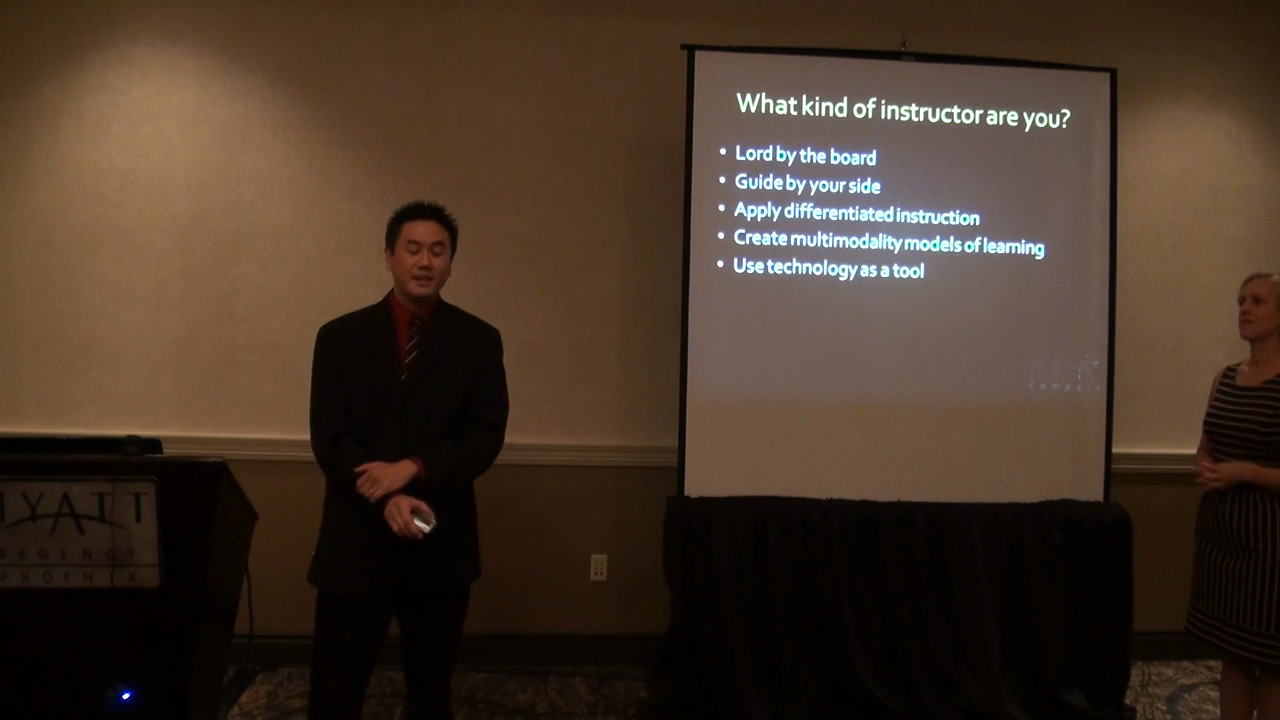 What kind of instructor are you?
• Lord by the board
• Guide by your side
• Apply differentiated instruction
• Create multimodality models of learning
• Use technology as a tool
HYATT
REGENCY
PHOENIX